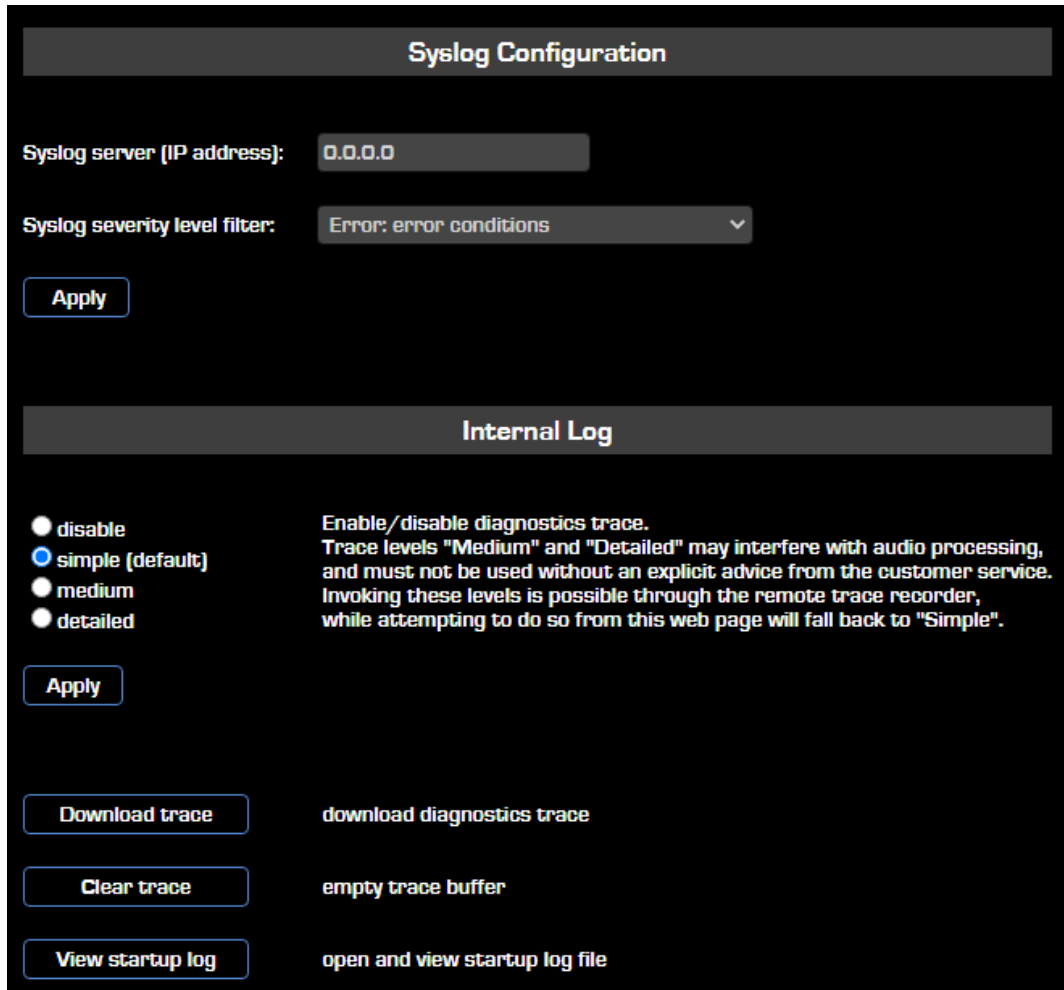 Syslog Configuration
Syslog server (IP address): 0.0.0.0
Syslog severity level filter: Error: error conditions
Apply
Internal Log
disable
simple (default)
medium
detailed
Enable/disable diagnostics trace.
Trace levels "Medium" and "Detailed" may interfere with audio processing,
and must not be used without an explicit advice from the customer service.
Invoking these levels is possible through the remote trace recorder,
while attempting to do so from this web page will fall back to "Simple".
Apply
Download trace download diagnostics trace
Clear trace empty trace buffer
View startup log open and view startup log file